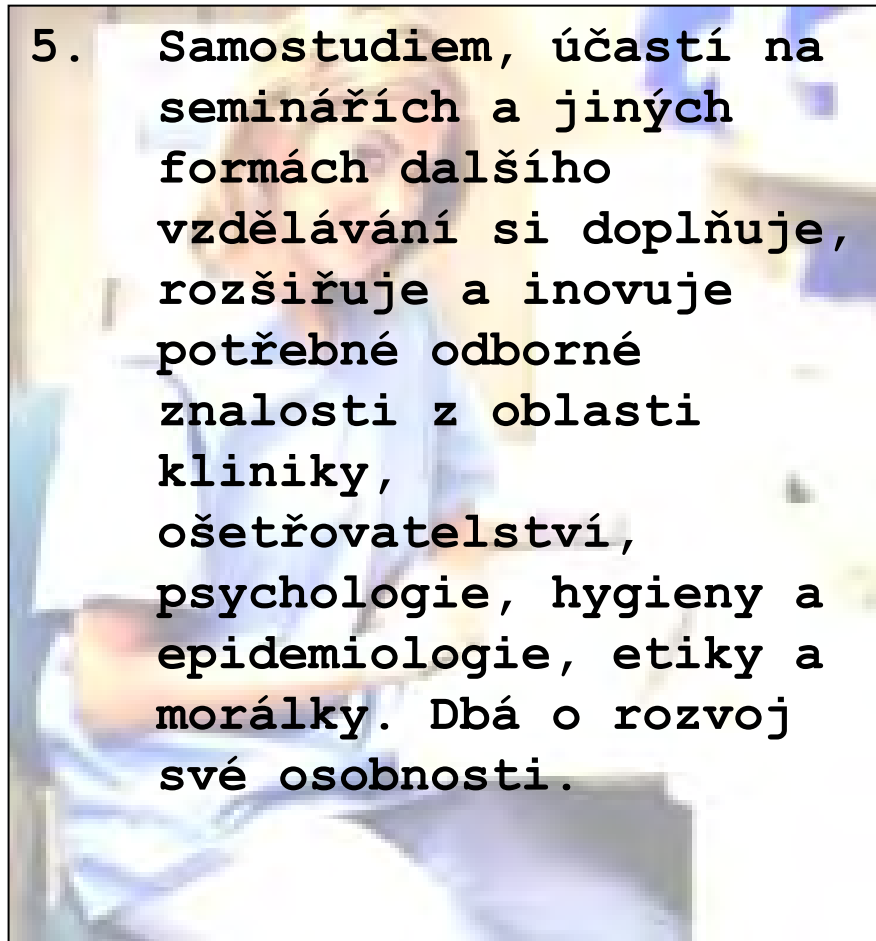 5. Samostudiem, účastí na
seminářích a jiných
formách dalšího
vzdělávání si doplňuje,
rozšiřuje a inovuje
potřebné odborné
znalosti z oblasti
kliniky,
ošetřovatelství,
psychologie, hygieny a
epidemiologie, etiky a
morálky. Dbá o rozvoj
své osobnosti.